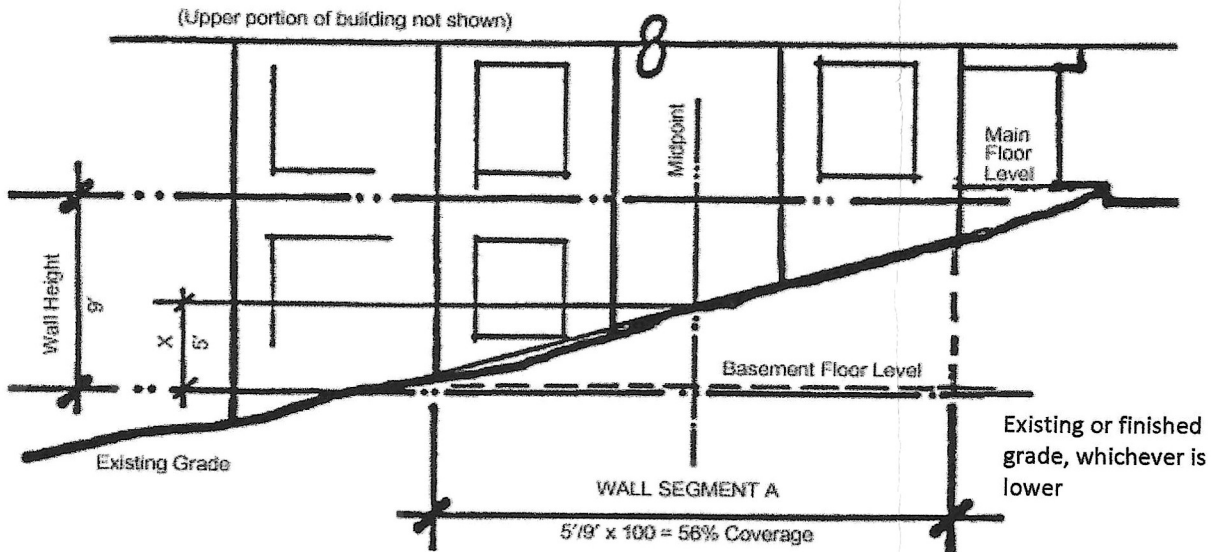 (Upper portion of building not shown)
8
Midpoint
Main
Floor
Level
Wall Height
9'
X
5'
Basement Floor Level
Existing Grade
Existing or finished
grade, whichever is
lower
WALL SEGMENT A
5'/9' x 100 = 56% Coverage